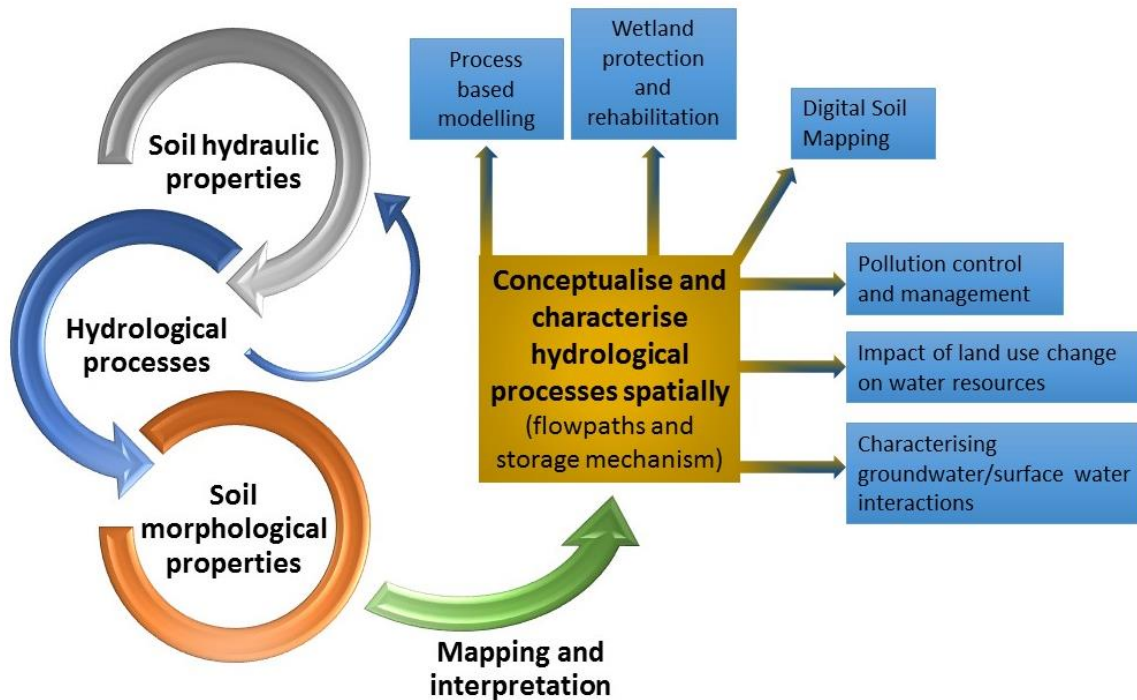 Soil hydraulic
properties
Hydrological
processes
Soil
morphological
properties
Mapping and
interpretation
Conceptualise and
characterise
hydrological
processes spatially
(flowpaths and
storage mechanism)
Process
based
modelling
Wetland
protection
and
rehabilitation
Digital Soil
Mapping
Pollution control
and management
Impact of land use change
on water resources
Characterising
groundwater/surface water
interactions